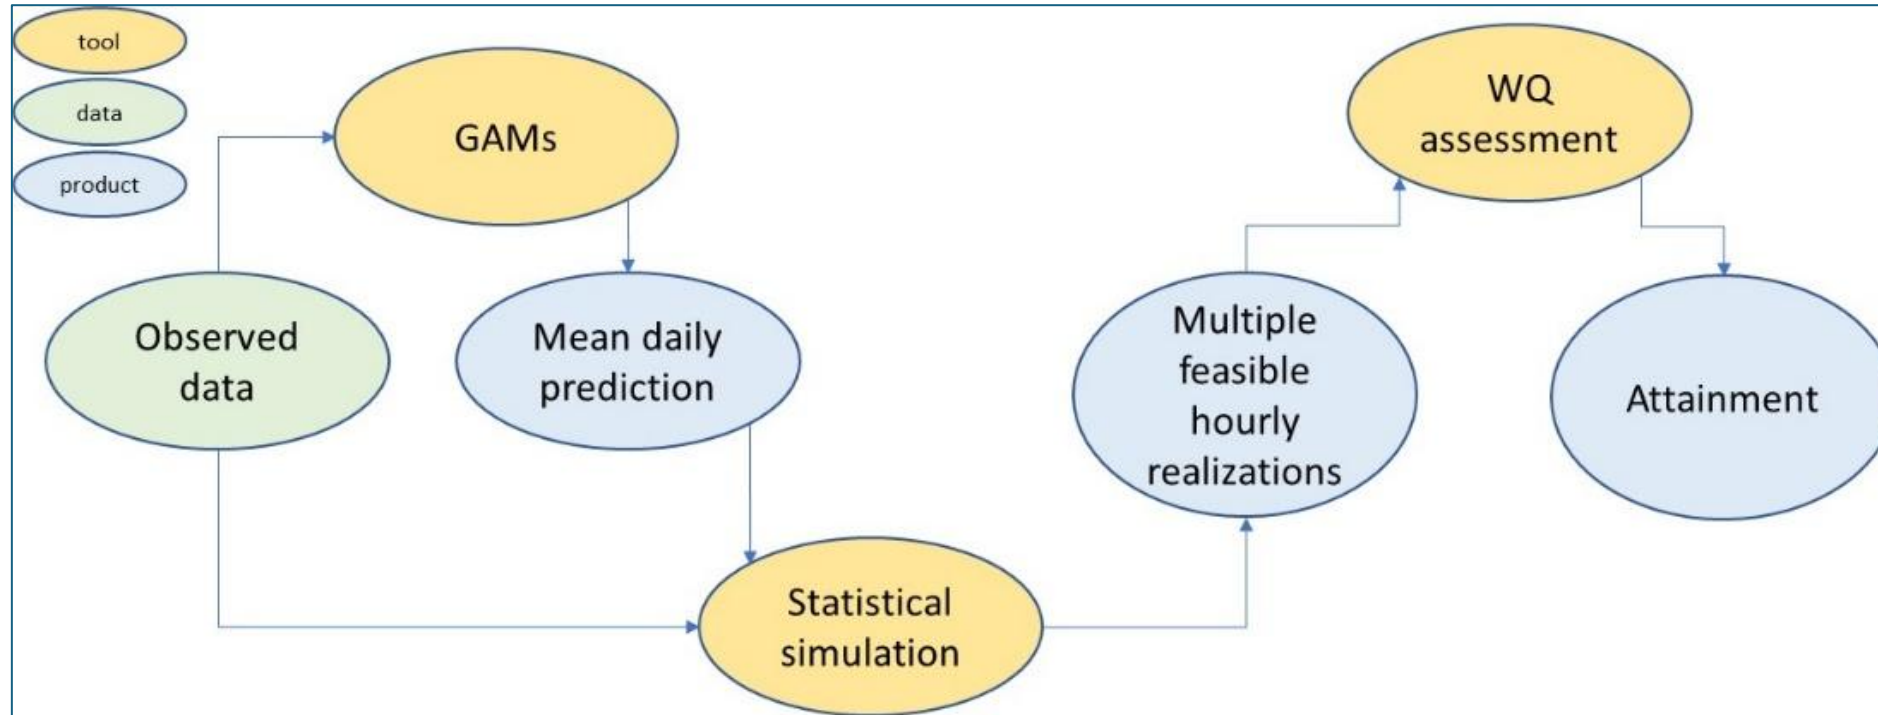 tool
data
product
GAMs
WQ
assessment
Observed
data
Mean daily
prediction
Multiple
feasible
hourly
realizations
Attainment
Statistical
simulation